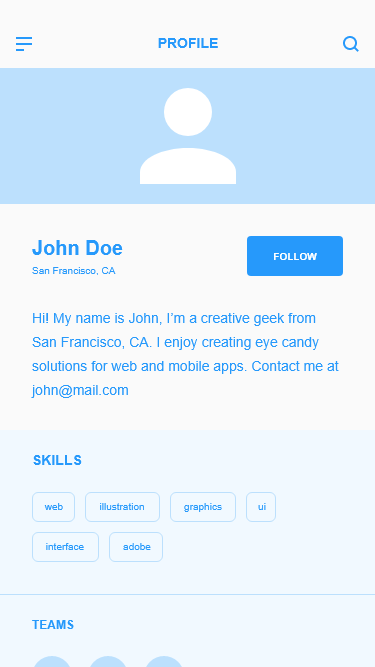 PROFILE
John Doe
San Francisco, CA
FOLLOW
Hi! My name is John, I’m a creative geek from
San Francisco, CA. I enjoy creating eye candy
solutions for web and mobile apps. Contact me at
john@mail.com
SKILLS
web illustration graphics ui
interface adobe
TEAMS